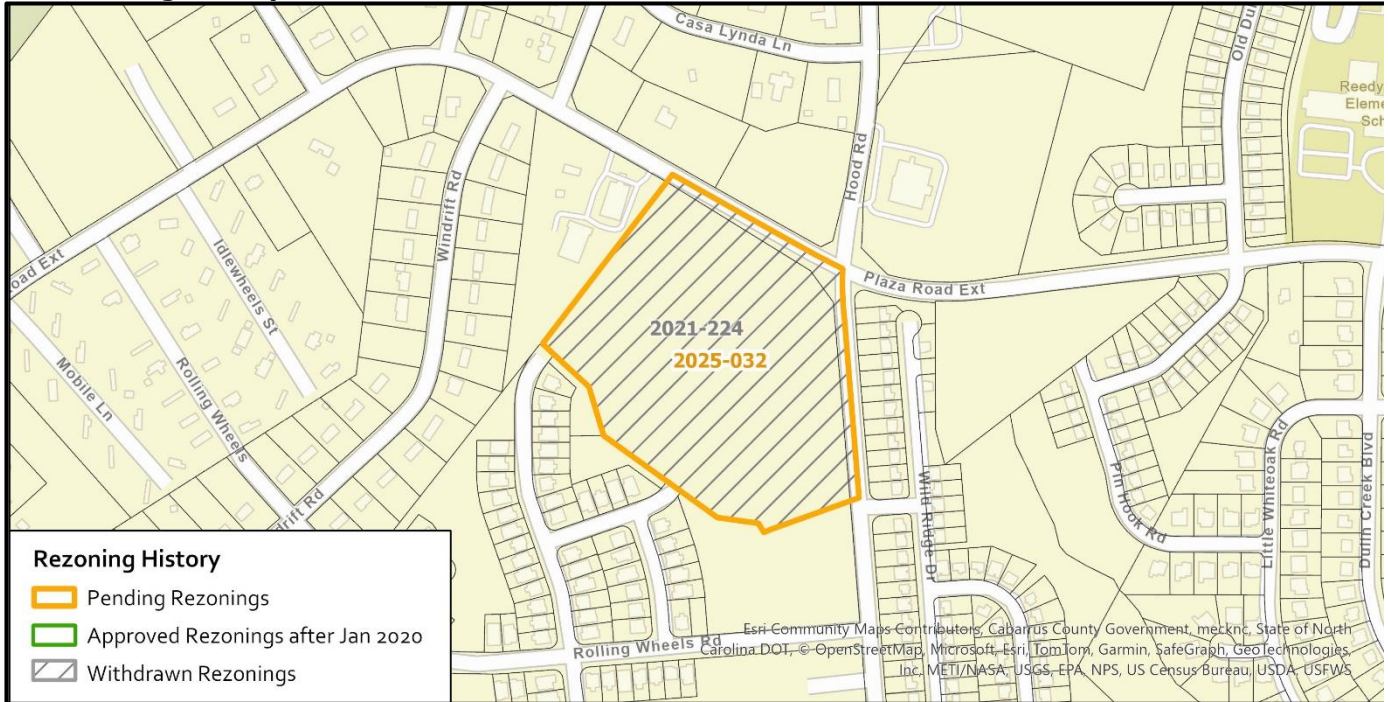 Casa Lynda Ln
Old Du
Reedy
Eleme
Sch
Hood Rd
Windrift Rd
Idlewheels St
oad Ext
Plaza Road Ext
2021-224
2025-032
Mobile Ln
Rolling Wheels
Wild Ridge Dr
Pin Hook Rd
Little Whiteoak Rd
Dulin Creek Blvd
drift Rd
Rolling Wheels Rd
Rezoning History
Pending Rezonings
Approved Rezonings after Jan 2020
Withdrawn Rezonings
Esri Community Maps Contributors, Cabarrus County Government, mecknc, State of North
Carolina DOT, © OpenStreetMap, Microsoft, Esri, TomTom, Garmin, SafeGraph, GeoTechnologies,
Inc, METI/NASA, USGS, EPA, NPS, US Census Bureau, USDA, USFWS